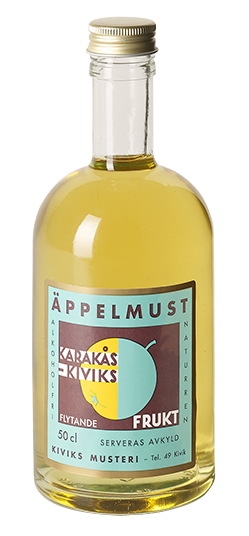 ÄPPELMUST
ALKOHOLFRI
NATURREN
KARAKÅS
KIVIKS
FLYTANDE FRUKT
50 cl SERVERAS AVKYLD
KIVIKS MUSTERI – Tel. 49 Kivik